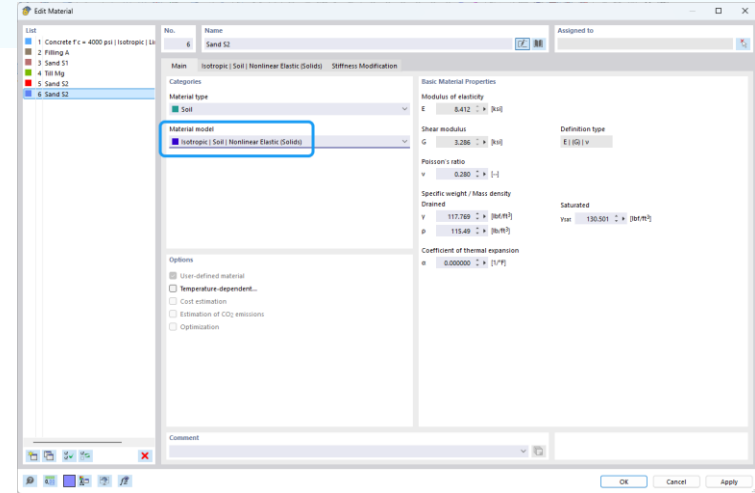 Edit Material
List
1 Concrete f'c = 4000 psi | Isotropic | Li
2 Filling A
3 Sand S1
4 Till Mg
5 Sand S2
6 Sand S2
No.
6
Name
Sand S2
Assigned to
Main
Isotropic | Soil | Nonlinear Elastic (Solids)
Stiffness Modification
Categories
Material type
Soil
Material model
Isotropic | Soil | Nonlinear Elastic (Solids)
Options
User-defined material
Temperature-dependent...
Cost estimation
Estimation of CO2 emissions
Optimization
Basic Material Properties
Modulus of elasticity
E 8.412 [ksi]
Shear modulus
G 3.286 [ksi]
Definition type
E | (G) | ν
Poisson's ratio
ν 0.280 [--]
Specific weight / Mass density
Drained
γ 117.769 [lbf/ft3]
ρ 115.49 [lb/ft3]
Saturated
γsat 130.501 [lbf/ft3]
Coefficient of thermal expansion
α 0.000000 [1/°F]
Comment
OK
Cancel
Apply